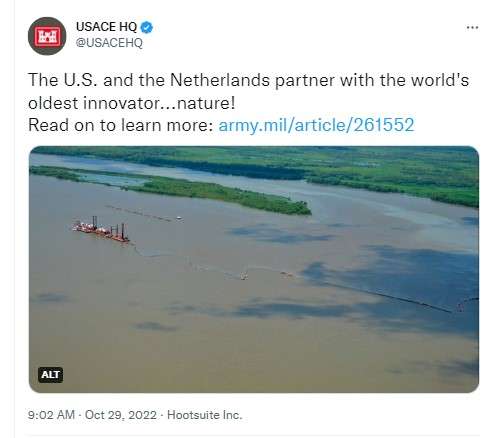 USACE HQ
@USACEHQ
The U.S. and the Netherlands partner with the world's
oldest innovator...nature!
Read on to learn more: army.mil/article/261552
ALT
9:02 AM · Oct 29, 2022 · Hootsuite Inc.